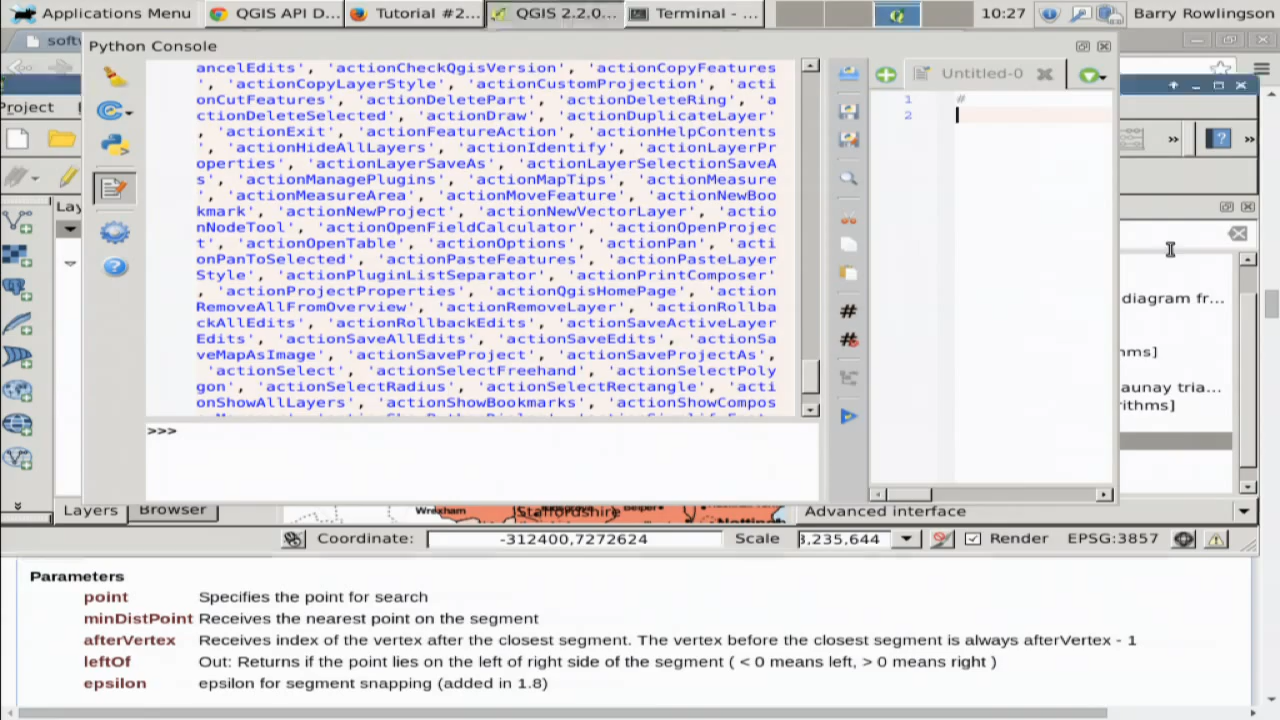 Applications Menu
QGIS API D...
Tutorial #2...
QGIS 2.2.0...
Terminal - ...
10:27
Barry Rowlingson
soft
Python Console
Project
Lay
ancelEdits', 'actionCheckQgisVersion', 'actionCopyFeatures
', 'actionCopyLayerStyle', 'actionCustomProjection', 'acti
onCutFeatures', 'actionDeletePart', 'actionDeleteRing', 'a
ctionDeleteSelected', 'actionDraw', 'actionDuplicateLayer'
, 'actionExit', 'actionFeatureAction', 'actionHelpContents
', 'actionHideAllLayers', 'actionIdentify', 'actionLayerPr
operties', 'actionLayerSaveAs', 'actionLayerSelectionSaveA
s', 'actionManagePlugins', 'actionMapTips', 'actionMeasure
', 'actionMeasureArea', 'actionMoveFeature', 'actionNewBoo
kmark', 'actionNewProject', 'actionNewVectorLayer', 'actio
nNodeTool', 'actionOpenFieldCalculator', 'actionOpenProjec
t', 'actionOpenTable', 'actionOptions', 'actionPan', 'acti
onPanToSelected', 'actionPasteFeatures', 'actionPasteLayer
Style', 'actionPluginListSeparator', 'actionPrintComposer'
, 'actionProjectProperties', 'actionQgisHomePage', 'action
RemoveAllFromOverview', 'actionRemoveLayer', 'actionRollba
ckAllEdits', 'actionRollbackEdits', 'actionSaveActiveLayer
Edits', 'actionSaveAllEdits', 'actionSaveEdits', 'actionSa
veMapAsImage', 'actionSaveProject', 'actionSaveProjectAs',
'actionSelect', 'actionSelectFreehand', 'actionSelectPoly
gon', 'actionSelectRadius', 'actionSelectRectangle', 'acti
onShowAllLayers', 'actionShowBookmarks', 'actionShowCompos
>>>
Untitled-0
1 #
2
diagram fr...
hms]
aunay tria...
ithms]
Layers
Browser
Wrexham
Staffordshire
Advanced interface
Coordinate:
-312400,7272624
Scale
3,235,644
Render
EPSG:3857
Parameters
point Specifies the point for search
minDistPoint Receives the nearest point on the segment
afterVertex Receives index of the vertex after the closest segment. The vertex before the closest segment is always afterVertex - 1
leftOf Out: Returns if the point lies on the left of right side of the segment ( < 0 means left, > 0 means right )
epsilon epsilon for segment snapping (added in 1.8)